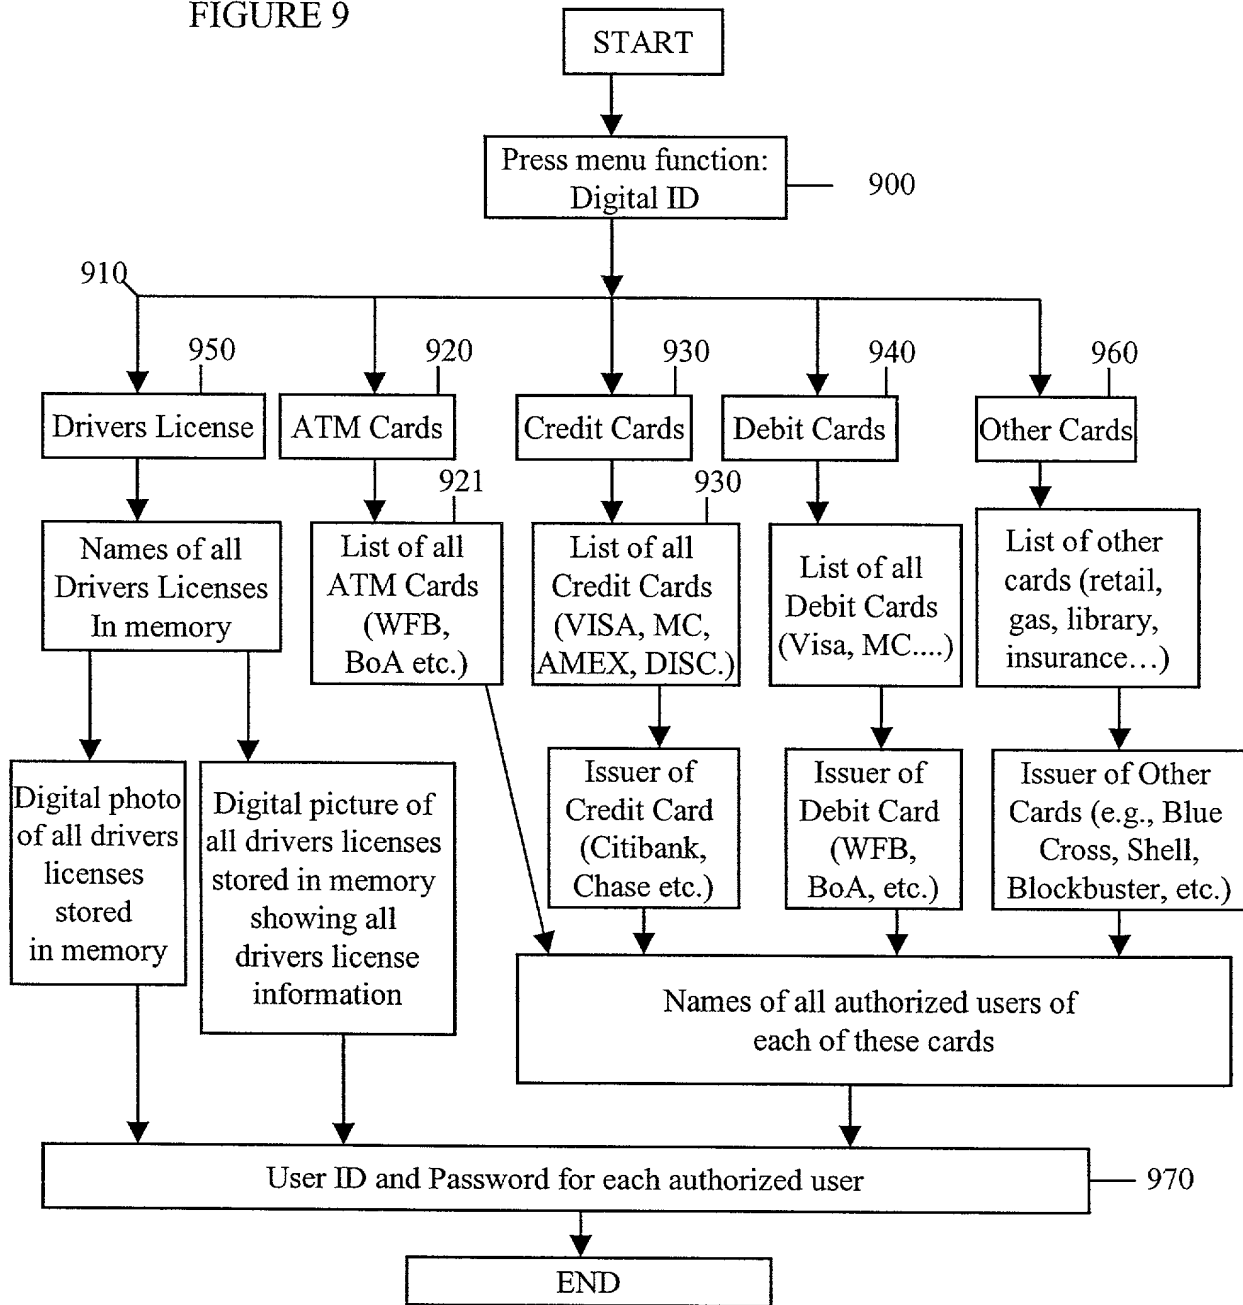 FIGURE 9
START
Press menu function:
Digital ID
900
910
950
920
930
940
960
Drivers License
ATM Cards
Credit Cards
Debit Cards
Other Cards
921
930
Names of all
Drivers Licenses
In memory
List of all
ATM Cards
(WFB,
BoA etc.)
List of all
Credit Cards
(VISA, MC,
AMEX, DISC.)
List of all
Debit Cards
(Visa, MC....)
List of other
cards (retail,
gas, library,
insurance…)
Digital photo
of all drivers
licenses
stored
in memory
Digital picture of
all drivers licenses
stored in memory
showing all
drivers license
information
Issuer of
Credit Card
(Citibank,
Chase etc.)
Issuer of
Debit Card
(WFB,
BoA, etc.)
Issuer of Other
Cards (e.g., Blue
Cross, Shell,
Blockbuster, etc.)
Names of all authorized users of
each of these cards
User ID and Password for each authorized user
970
END